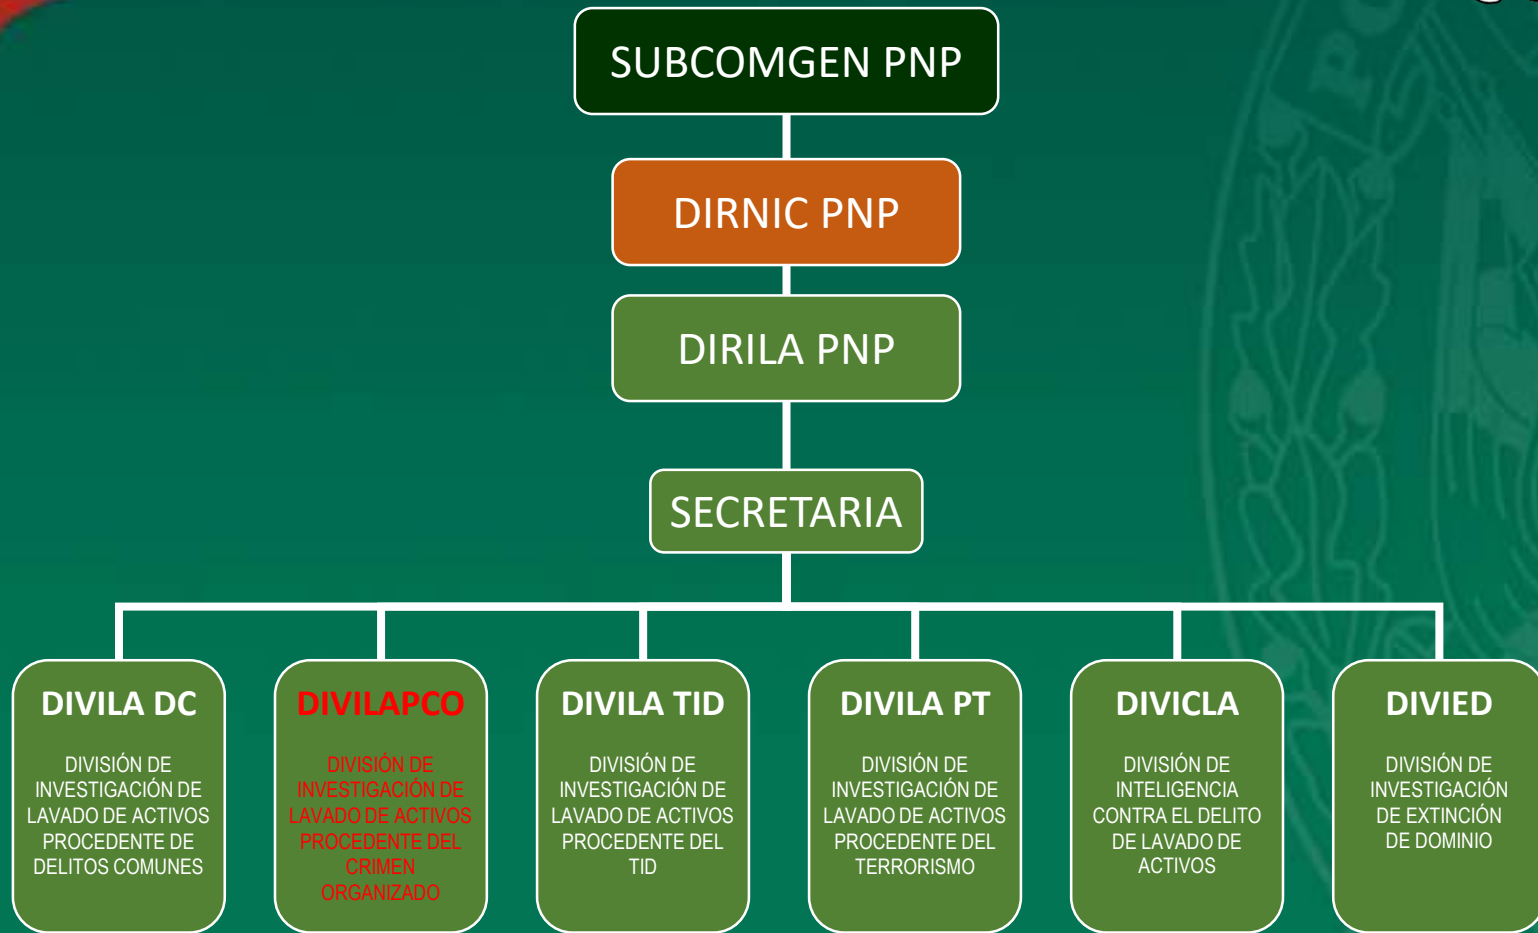 SUBCOMGEN PNP
DIRNIC PNP
DIRILA PNP
SECRETARIA
DIVILA DC
DIVISIÓN DE
INVESTIGACIÓN DE
LAVADO DE ACTIVOS
PROCEDENTE DE
DELITOS COMUNES
DIVILAPCO
DIVISIÓN DE
INVESTIGACIÓN DE
LAVADO DE ACTIVOS
PROCEDENTE DEL
CRIMEN
ORGANIZADO
DIVILA TID
DIVISIÓN DE
INVESTIGACIÓN DE
LAVADO DE ACTIVOS
PROCEDENTE DEL
TID
DIVILA PT
DIVISIÓN DE
INVESTIGACIÓN DE
LAVADO DE ACTIVOS
PROCEDENTE DEL
TERRORISMO
DIVICLA
DIVISIÓN DE
INTELIGENCIA
CONTRA EL DELITO
DE LAVADO DE
ACTIVOS
DIVIED
DIVISIÓN DE
INVESTIGACIÓN
DE EXTINCIÓN
DE DOMINIO